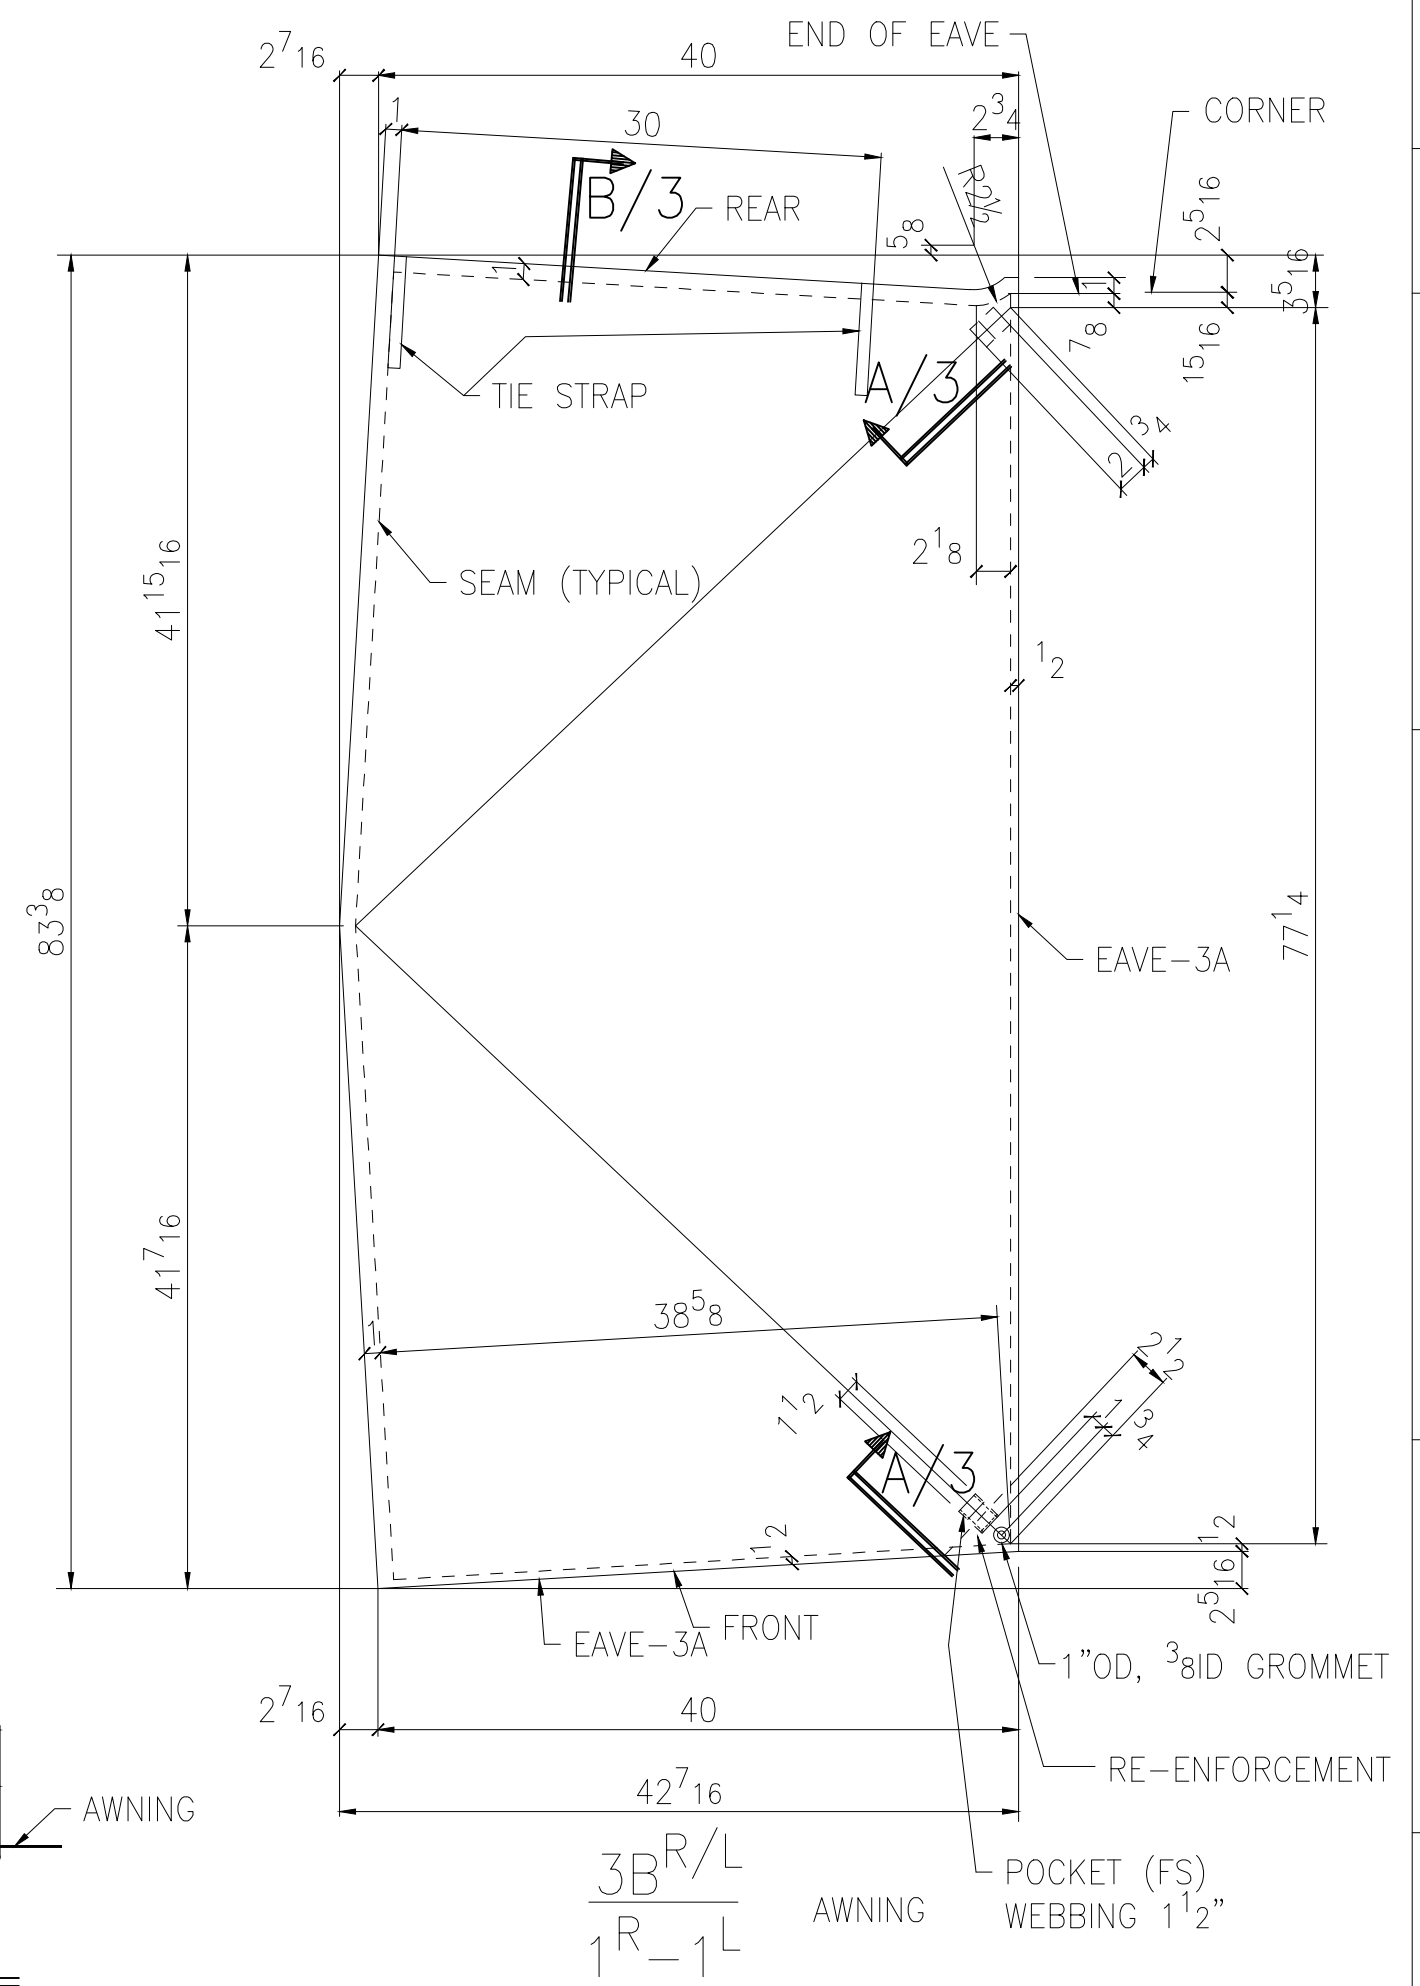 END OF EAVE
2 7/16
40
CORNER
1
30
2 3/4
B/3
REAR
R2 1/2
5/8
2 5/16
3 5/16
1
1
7/8
15/16
TIE STRAP
A/3
3/4
2
41 15/16
SEAM (TYPICAL)
2 1/8
1/2
83 3/8
EAVE-3A
77 1/4
41 7/16
1
38 5/8
2 1/2
1 1/2
1
3/4
A/3
1/2
1/2
2 5/16
EAVE-3A
FRONT
1"OD, 3/8ID GROMMET
2 7/16
40
RE-ENFORCEMENT
42 7/16
AWNING
3B R/L
1R-1L
AWNING
POCKET (FS)
WEBBING 1 1/2"